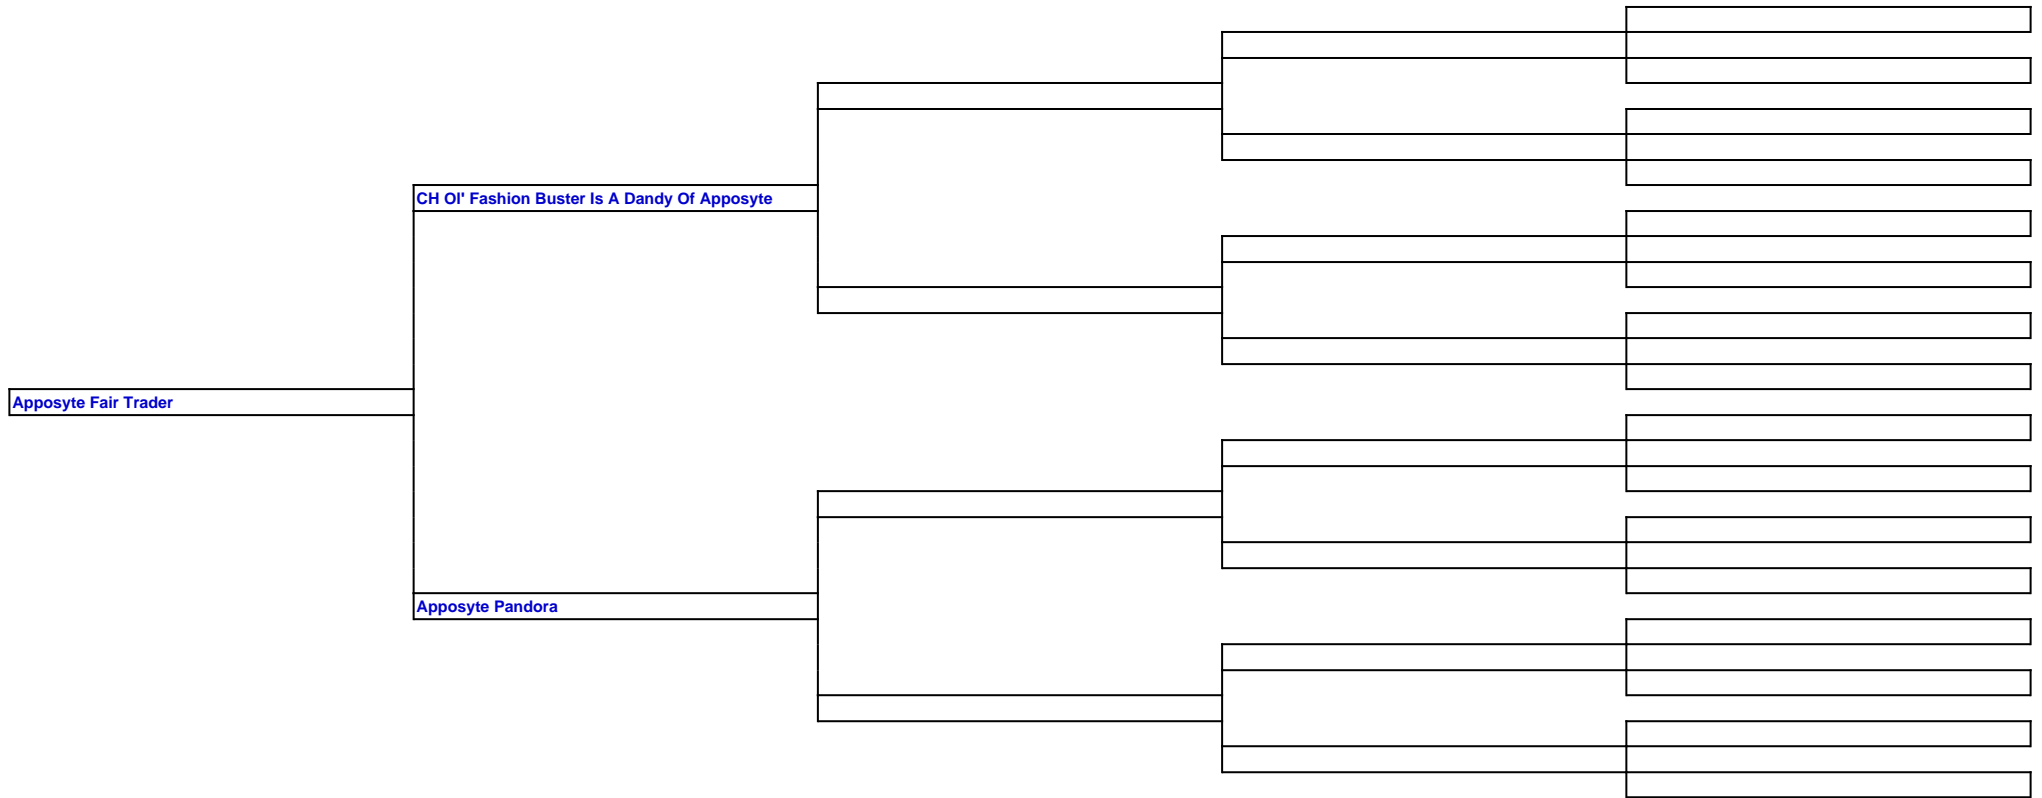 CH Ol' Fashion Buster Is A Dandy Of Apposyte
Apposyte Fair Trader
Apposyte Pandora